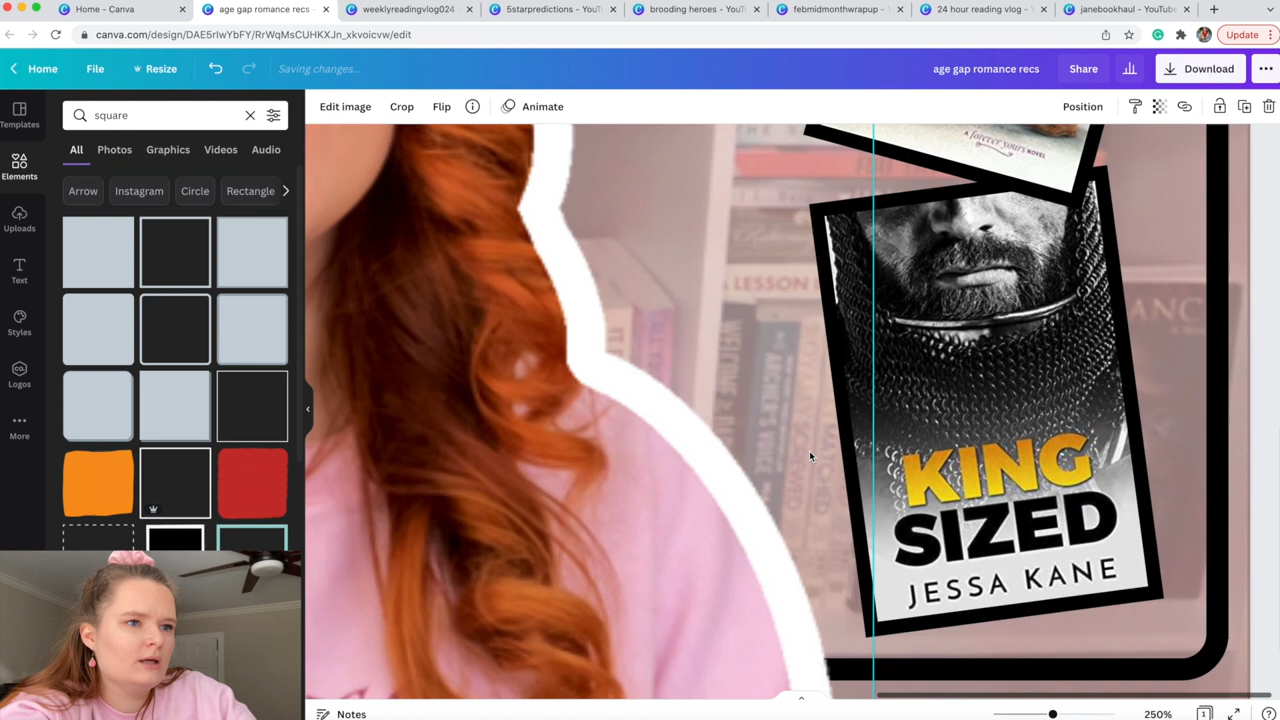 Home - Canva
age gap romance recs -
weeklyreadingvlog024
5starpredictions - YouTu
brooding heroes - YouTu
febmidmonthwrapup -
24 hour reading vlog -
janebookhaul - YouTube
canva.com/design/DAE5rIwYbFY/RrWqMsCUHKXJn_xkvoicvw/edit
Update
Home
File
Resize
Saving changes...
age gap romance recs
Share
Download
Templates
square
Edit image
Crop
Flip
Animate
Position
Elements
All
Photos
Graphics
Videos
Audio
Arrow
Instagram
Circle
Rectangle
Uploads
Text
Styles
Logos
More
A forever yours NOVEL
A LESSON I
KING
SIZED
JESSA KANE
Notes
250%
1